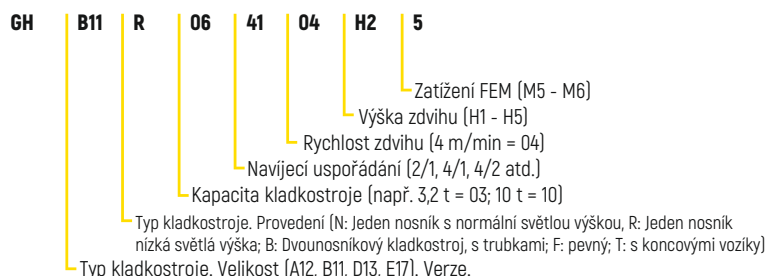 GH B11 R 06 41 04 H2 5
Zatížení FEM (M5 - M6)
Výška zdvihu (H1 - H5)
Rychlost zdvihu (4 m/min = 04)
Navíjecí uspořádání (2/1, 4/1, 4/2 atd.)
Kapacita kladkostroje (např. 3,2 t = 03; 10 t = 10)
Typ kladkostroje. Provedení (N: Jeden nosník s normální světlou výškou, R: Jeden nosník
nízká světlá výška; B: Dvounosníkový kladkostroj, s trubkami; F: pevný; T: s koncovými vozíky)
Typ kladkostroje. Velikost (A12, B11, D13, E17). Verze.